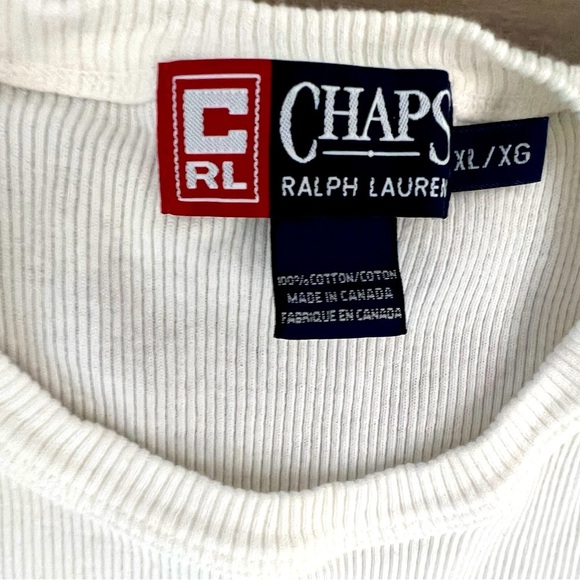 C
RL
CHAPS
RALPH LAUREN
XL/XG
100% COTTON/COTON
MADE IN CANADA
FABRIQUE EN CANADA